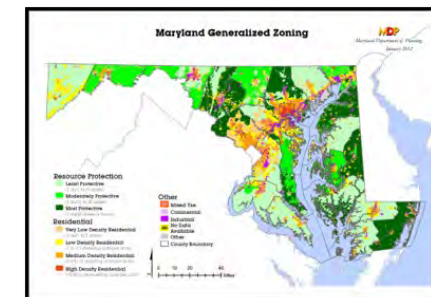 Maryland Generalized Zoning
MDP
Maryland Department of Planning
January 2012
Resource Protection
Least Protective
Moderately Protective
Most Protective
Residential
Very Low Density Residential
Low Density Residential
Medium Density Residential
High Density Residential
Other
Mixed Use
Commercial
Industrial
No Data
Available
Other
County Boundary
0 10 20 40
Miles